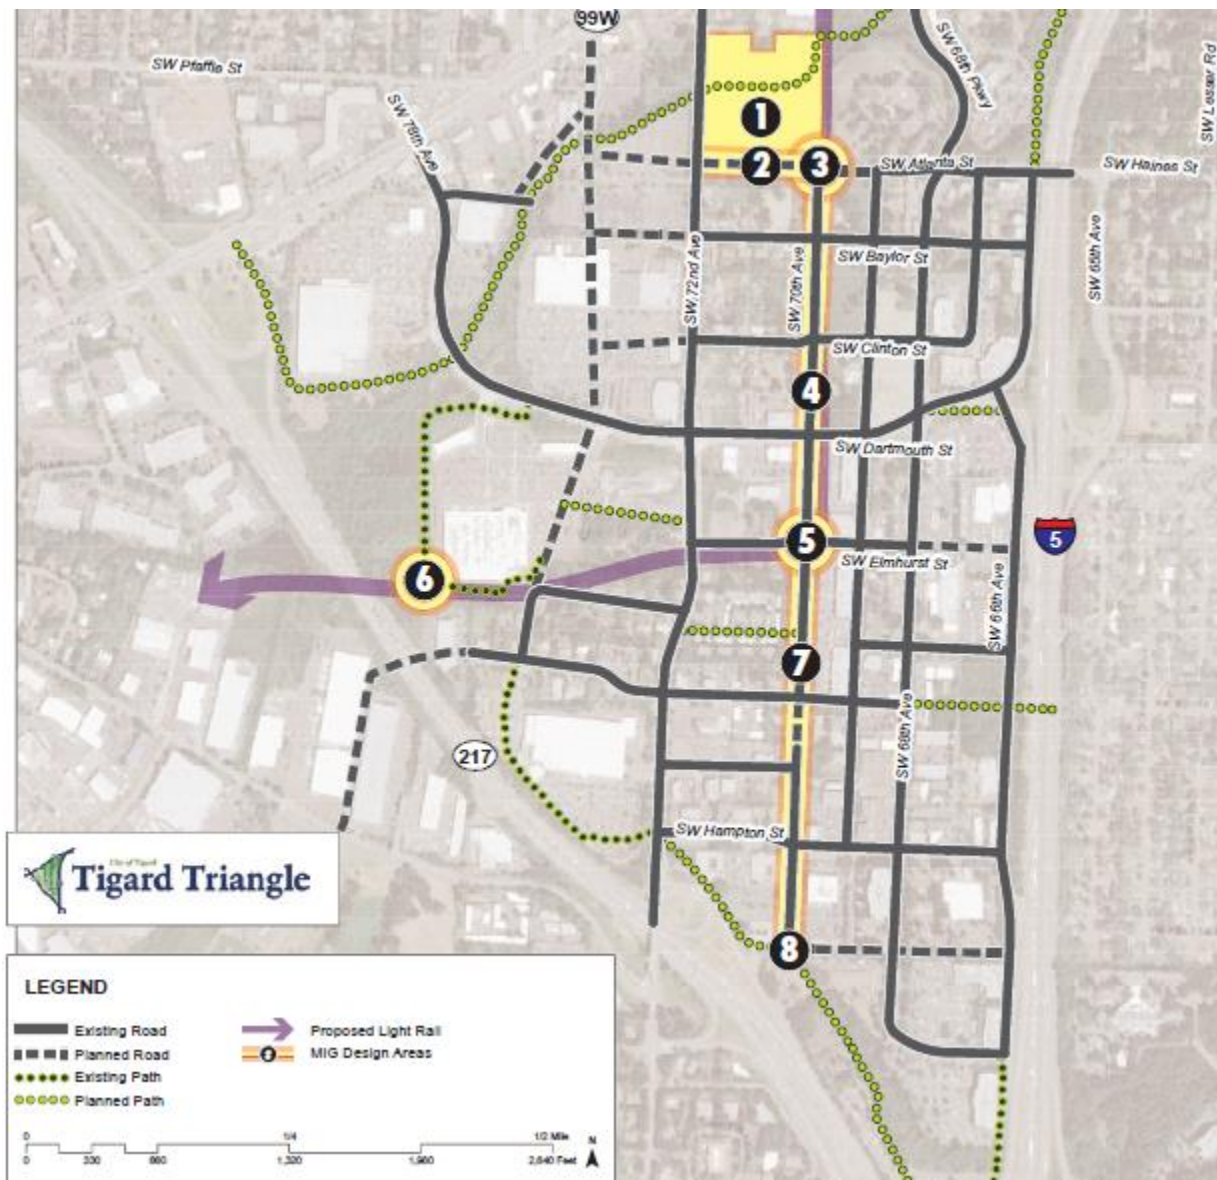 99W
SW Pfaffle St
SW 78th Ave
SW 68th Pkwy
SW Lesser Rd
1
2
3
SW Atlanta St
SW Haines St
SW 72nd Ave
SW 70th Ave
SW Baylor St
SW 65th Ave
SW Clinton St
4
SW Dartmouth St
5
5
SW Elmhurst St
6
SW 66th Ave
7
SW 68th Ave
217
SW Hampton St
City of Tigard
Tigard Triangle
8
LEGEND
Existing Road
Proposed Light Rail
Planned Road
MIG Design Areas
Existing Path
Planned Path
0 1/4 1/2 Mile
N
0 330 660 1,320 1,980 2,640 Feet